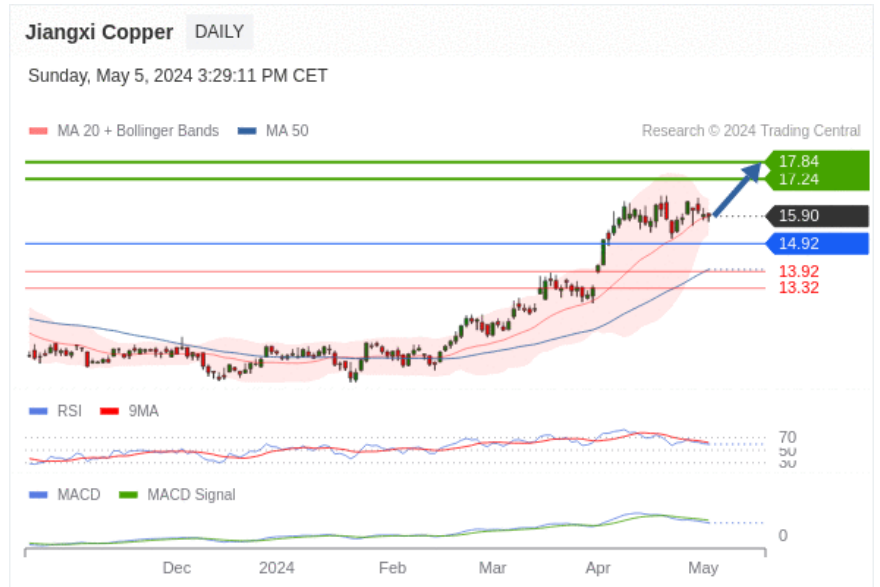 Jiangxi Copper DAILY
Sunday, May 5, 2024 3:29:11 PM CET
MA 20 + Bollinger Bands MA 50 Research © 2024 Trading Central
17.84
17.24
15.90
14.92
13.92
13.32
RSI 9MA
70
50
30
MACD MACD Signal
0
Dec 2024 Feb Mar Apr May